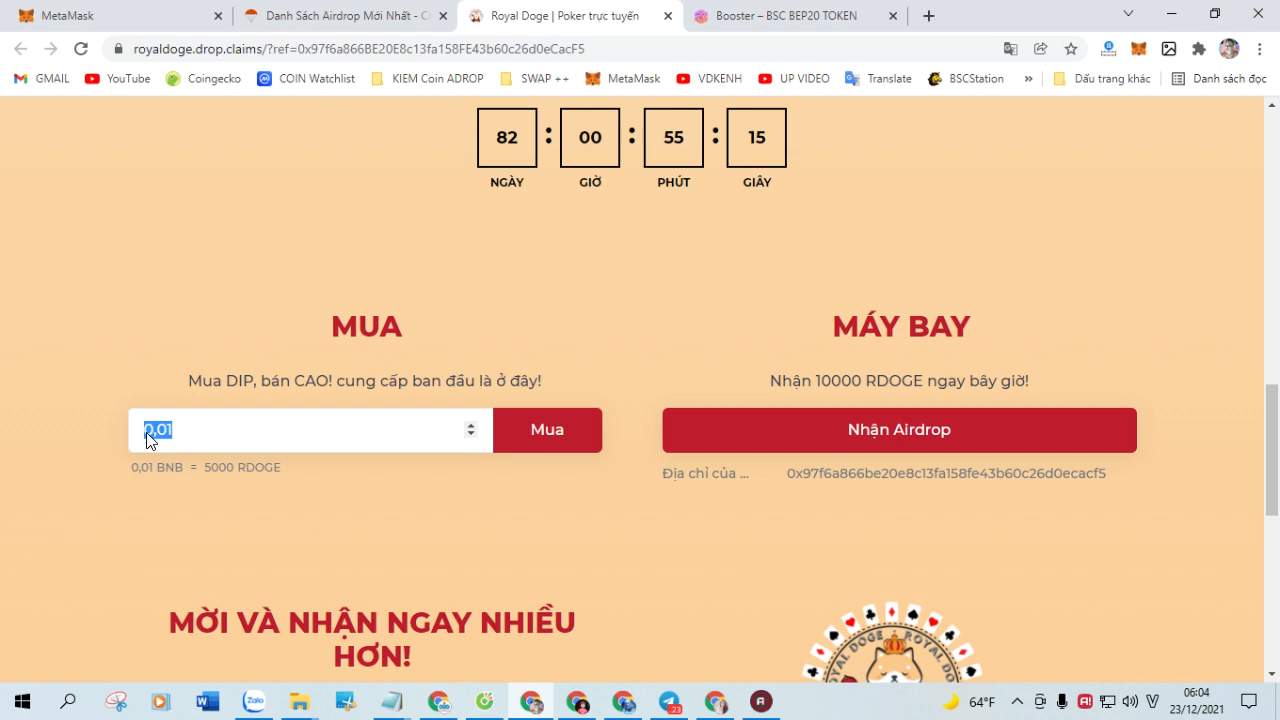 MetaMask
Danh Sách Airdrop Mới Nhất - C
Royal Doge | Poker trực tuyến
Booster – BSC BEP20 TOKEN
royaldoge.drop.claims/?ref=0x97f6a866BE20E8c13fa158FE43b60c26d0eCacF5
GMAIL
YouTube
Coingecko
COIN Watchlist
KIEM Coin ADROP
SWAP ++
MetaMask
VDKENH
UP VIDEO
Translate
BSCStation
»
Dấu trang khác
Danh sách đọc
82 : 00 : 55 : 15
NGÀY GIỜ PHÚT GIÂY
MUA
Mua DIP, bán CAO! cung cấp ban đầu là ở đây!
0,01
Mua
0,01 BNB = 5000 RDOGE
MÁY BAY
Nhận 10000 RDOGE ngay bây giờ!
Nhận Airdrop
Địa chỉ của ... 0x97f6a866be20e8c13fa158fe43b60c26d0ecacf5
MỜI VÀ NHẬN NGAY NHIỀU
HƠN!
ROYAL DOGE ROYAL DOGE
Zalo
23
64°F
06:04
23/12/2021